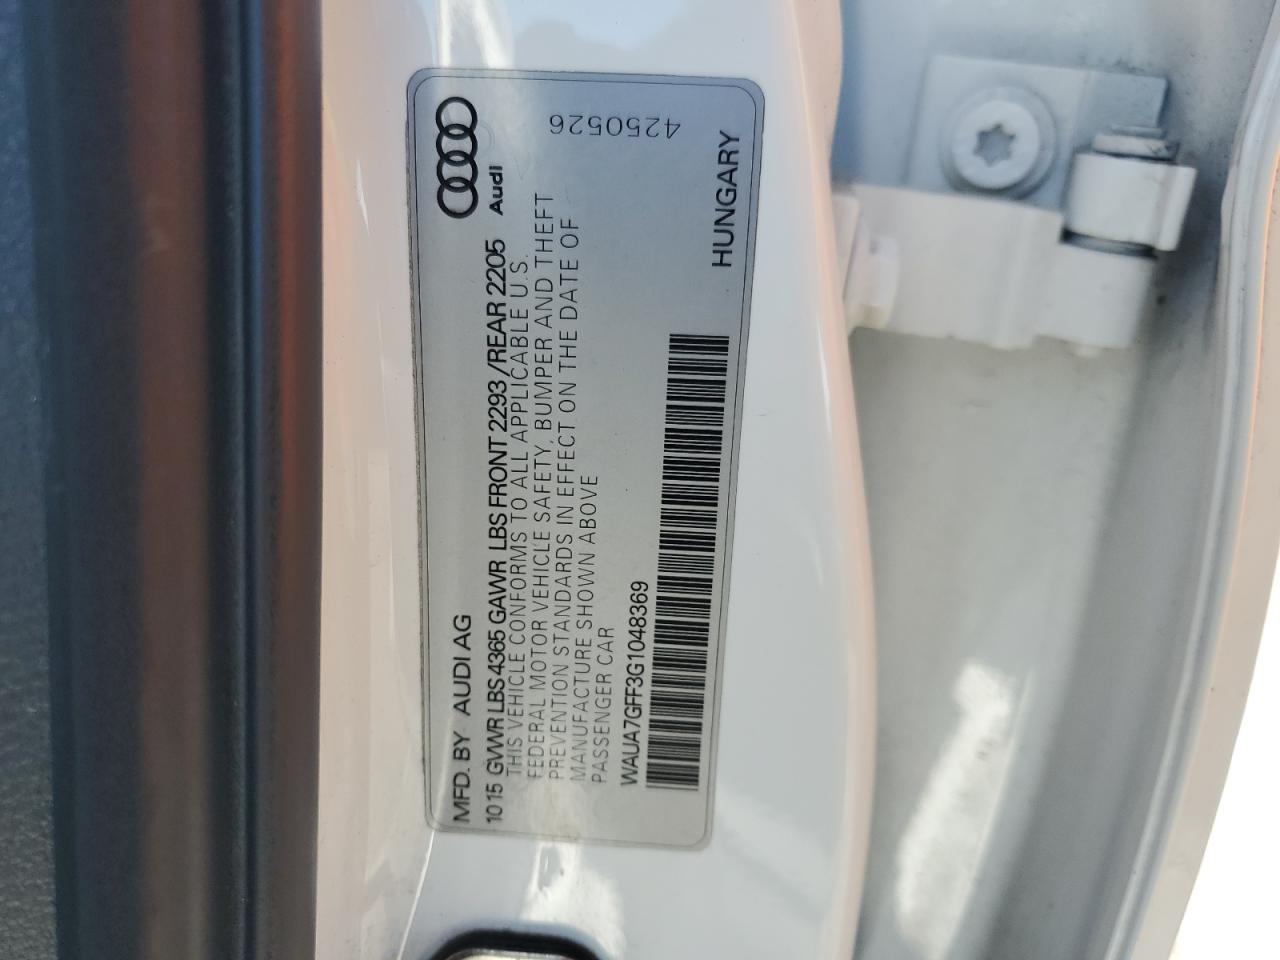 MFD. BY AUDI AG
1015 GVWR LBS 4365 GAWR LBS FRONT 2293 /REAR 2205 Audi
THIS VEHICLE CONFORMS TO ALL APPLICABLE U.S.
FEDERAL MOTOR VEHICLE SAFETY, BUMPER AND THEFT
PREVENTION STANDARDS IN EFFECT ON THE DATE OF
MANUFACTURE SHOWN ABOVE
PASSENGER CAR
WAUA7GFF3G1048369
HUNGARY
4250526